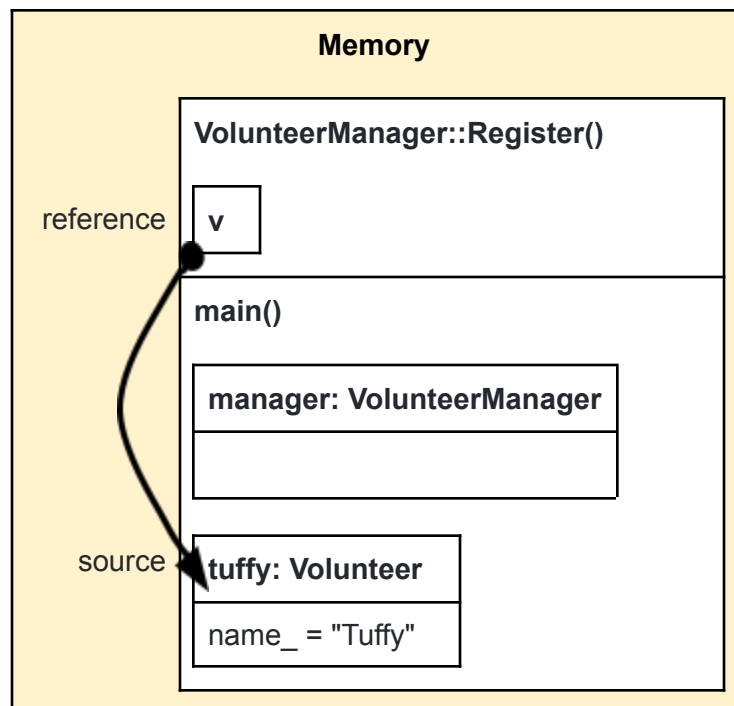 Memory
VolunteerManager::Register()
reference
v
main()
manager: VolunteerManager
source
tuffy: Volunteer
name_ = "Tuffy"